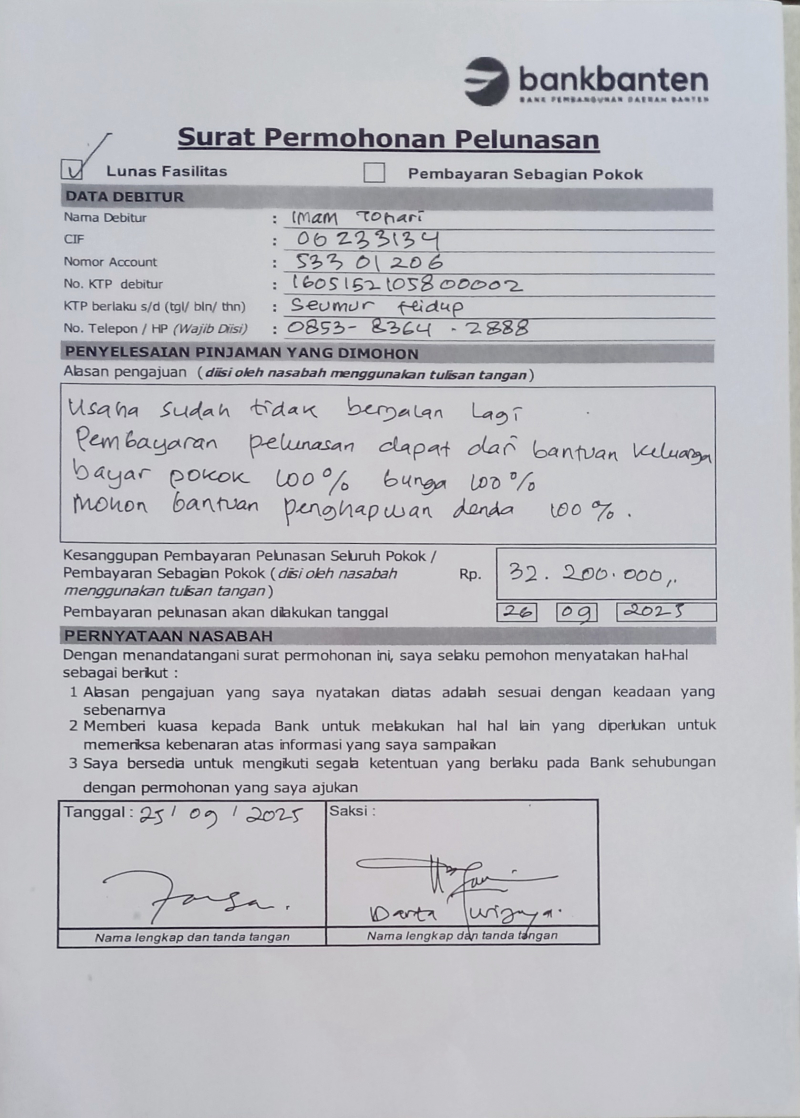 bankbanten
BANK PEMBANGUNAN DAERAH BANTEN
Surat Permohonan Pelunasan
Lunas Fasilitas Pembayaran Sebagian Pokok
DATA DEBITUR
Nama Debitur : Imam Tohari
CIF : 06 233134
Nomor Account : 533 01 206
No. KTP debitur : 1605152105800002
KTP berlaku s/d (tgl/ bln/ thn) : Seumur Hidup
No. Telepon / HP (Wajib Diisi) : 0853- 8364 - 2888
PENYELESAIAN PINJAMAN YANG DIMOHON
Alasan pengajuan (diisi oleh nasabah menggunakan tulisan tangan)
Usaha sudah tidak berjalan lagi
Pembayaran pelunasan dapat dari bantuan keluarga
bayar pokok 100% bunga 100%
Mohon bantuan penghapusan denda 100%.
Kesanggupan Pembayaran Pelunasan Seluruh Pokok /
Pembayaran Sebagian Pokok (diisi oleh nasabah Rp. 32.200.000,.
menggunakan tulisan tangan)
Pembayaran pelunasan akan dilakukan tanggal 26 09 2025
PERNYATAAN NASABAH
Dengan menandatangani surat permohonan ini, saya selaku pemohon menyatakan hal-hal
sebagai berikut :
1 Alasan pengajuan yang saya nyatakan diatas adalah sesuai dengan keadaan yang
sebenarnya
2 Memberi kuasa kepada Bank untuk melakukan hal hal lain yang diperlukan untuk
memeriksa kebenaran atas informasi yang saya sampaikan
3 Saya bersedia untuk mengikuti segala ketentuan yang berlaku pada Bank sehubungan
dengan permohonan yang saya ajukan
Tanggal : 25 / 09 / 2025 Saksi :
Danta Wijaya.
Nama lengkap dan tanda tangan Nama lengkap dan tanda tangan